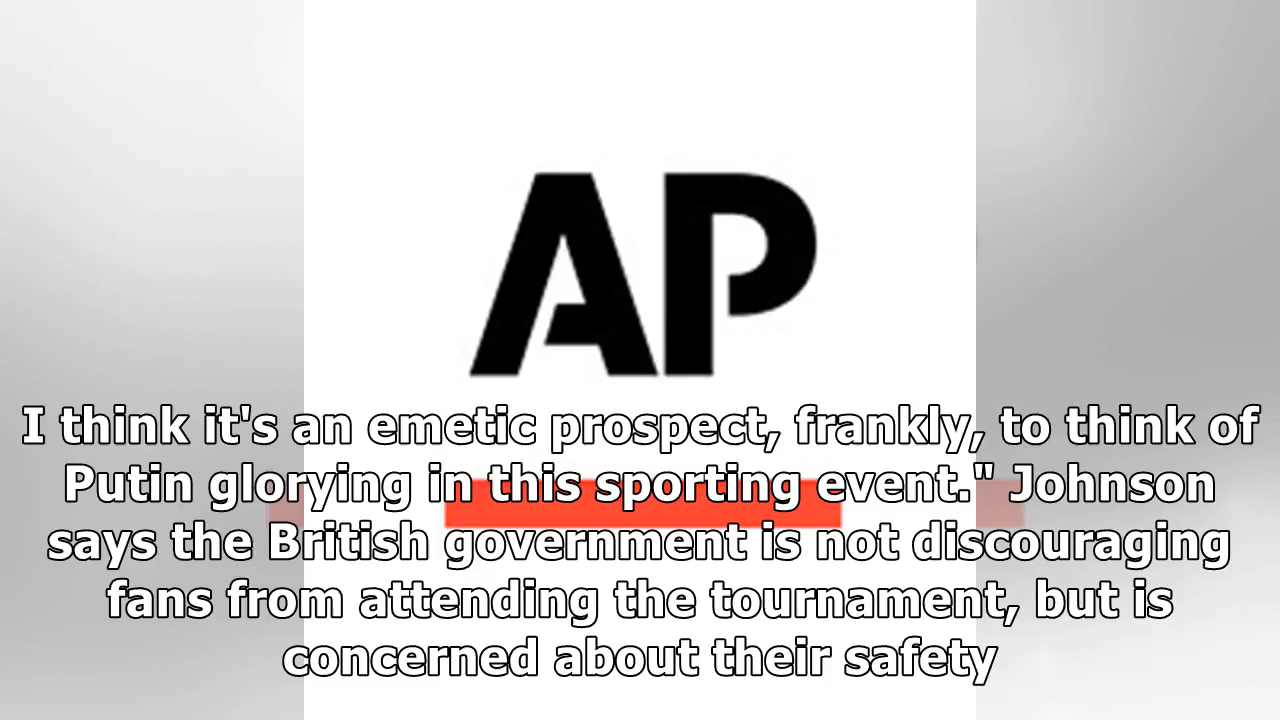 AP
I think it's an emetic prospect, frankly, to think of
Putin glorying in this sporting event." Johnson
says the British government is not discouraging
fans from attending the tournament, but is
concerned about their safety